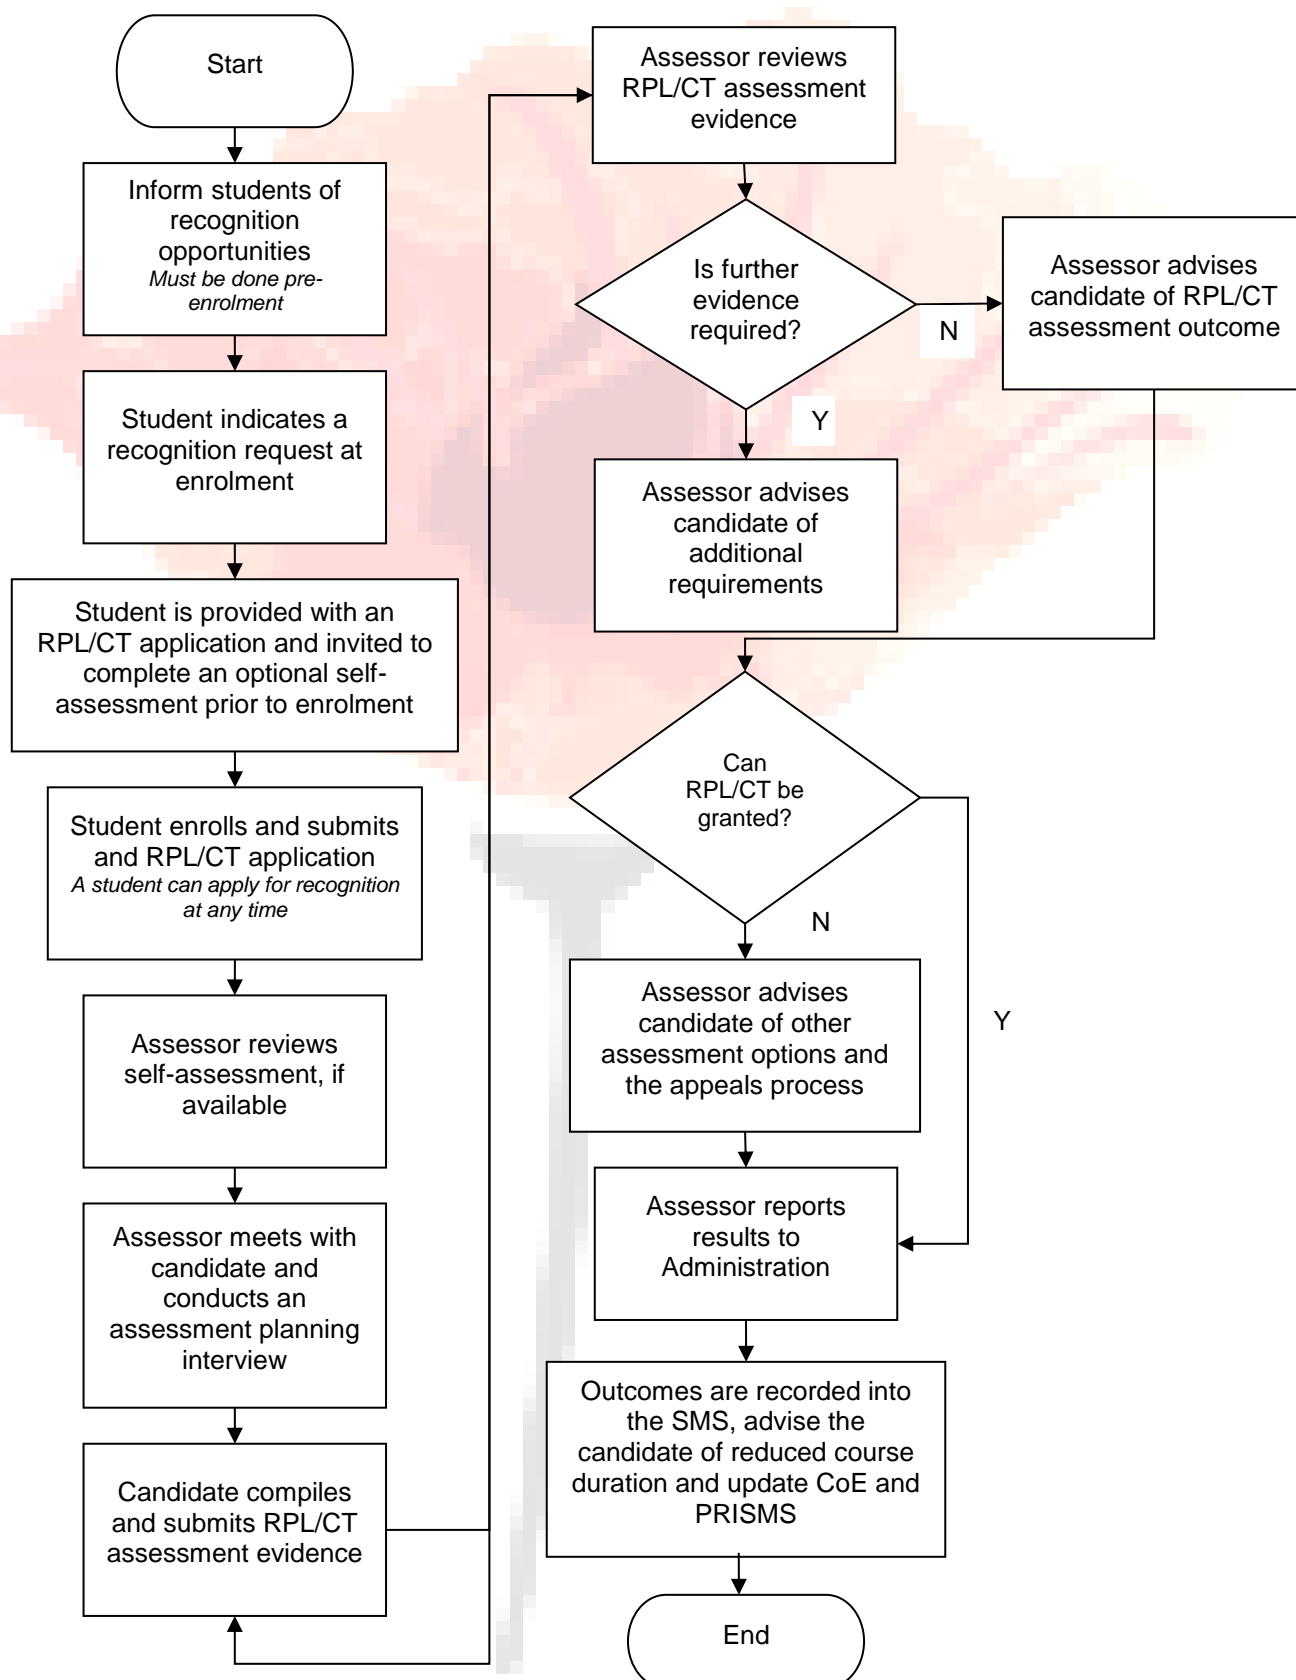 Start
Inform students of
recognition
opportunities
Must be done pre-
enrolment
Student indicates a
recognition request at
enrolment
Student is provided with an
RPL/CT application and invited to
complete an optional self-
assessment prior to enrolment
Student enrolls and submits
and RPL/CT application
A student can apply for recognition
at any time
Assessor reviews
self-assessment, if
available
Assessor meets with
candidate and
conducts an
assessment planning
interview
Candidate compiles
and submits RPL/CT
assessment evidence
Assessor reviews
RPL/CT assessment
evidence
Is further
evidence
required?
N
Assessor advises
candidate of RPL/CT
assessment outcome
Y
Assessor advises
candidate of
additional
requirements
Can
RPL/CT be
granted?
N
Y
Assessor advises
candidate of other
assessment options and
the appeals process
Assessor reports
results to
Administration
Outcomes are recorded into
the SMS, advise the
candidate of reduced course
duration and update CoE and
PRISMS
End